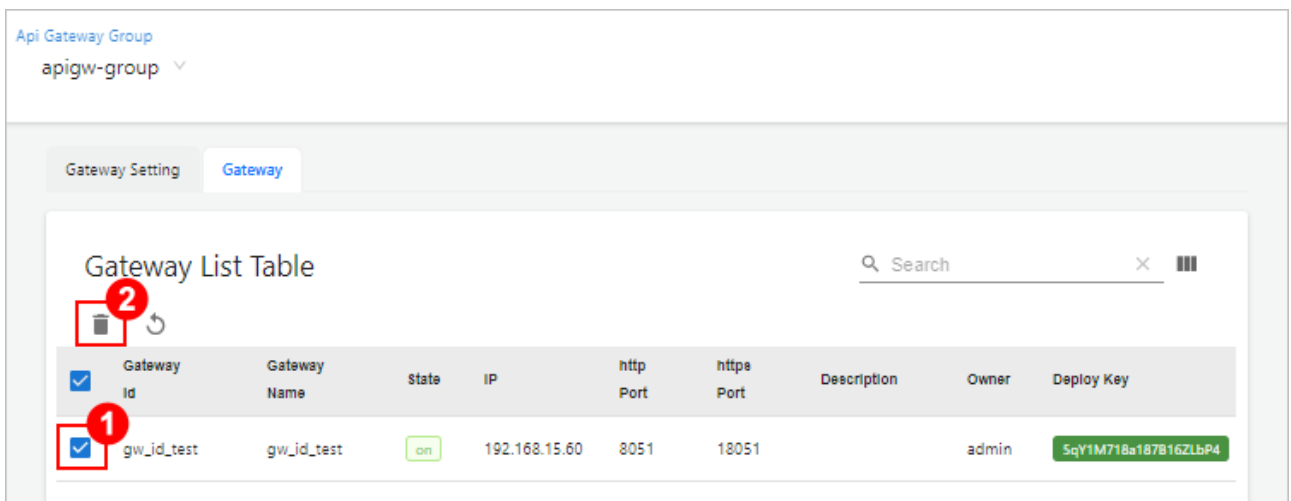 Api Gateway Group
apigw-group
Gateway Setting Gateway
Gateway List Table Search
2
Gateway Id Gateway Name State IP http Port https Port Description Owner Deploy Key
1
gw_id_test gw_id_test on 192.168.15.60 8051 18051 admin SqY1M718a187B16ZLbP4